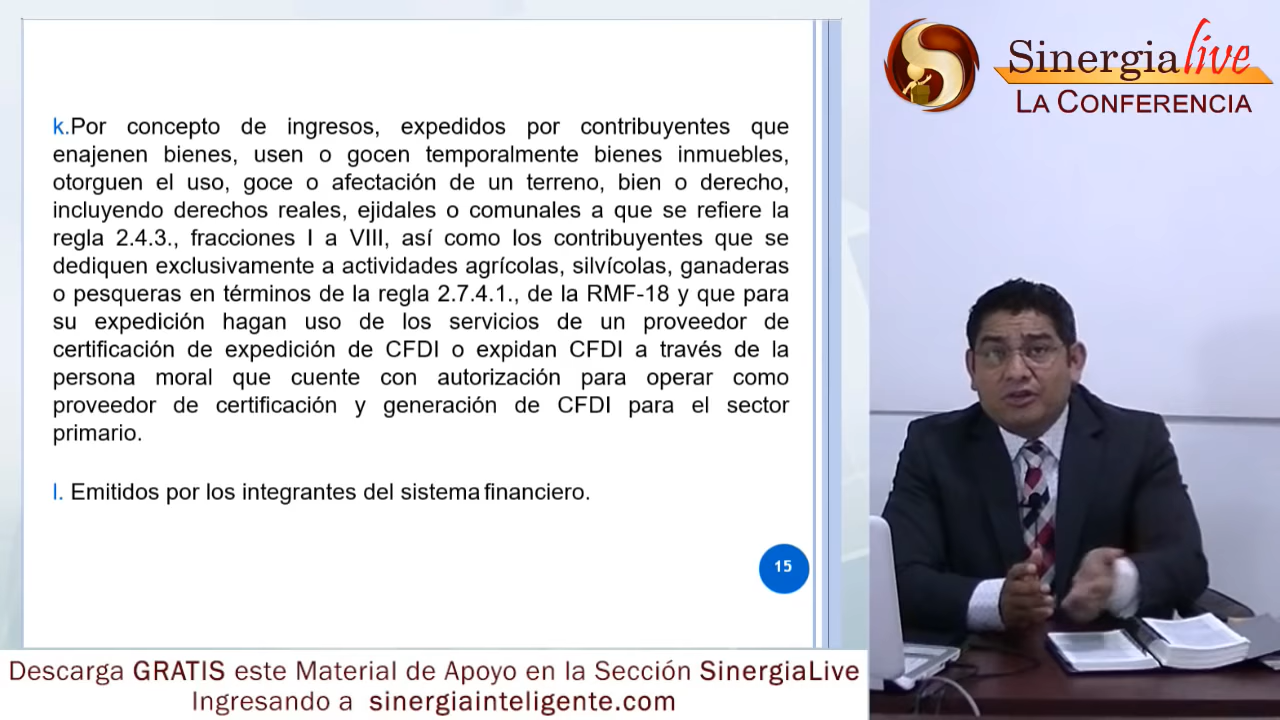 k.Por concepto de ingresos, expedidos por contribuyentes que
enajenen bienes, usen o gocen temporalmente bienes inmuebles,
otorguen el uso, goce o afectación de un terreno, bien o derecho,
incluyendo derechos reales, ejidales o comunales a que se refiere la
regla 2.4.3., fracciones I a VIII, así como los contribuyentes que se
dediquen exclusivamente a actividades agrícolas, silvícolas, ganaderas
o pesqueras en términos de la regla 2.7.4.1., de la RMF-18 y que para
su expedición hagan uso de los servicios de un proveedor de
certificación de expedición de CFDI o expidan CFDI a través de la
persona moral que cuente con autorización para operar como
proveedor de certificación y generación de CFDI para el sector
primario.
l. Emitidos por los integrantes del sistema financiero.
15
Sinergia live
LA CONFERENCIA
Descarga GRATIS este Material de Apoyo en la Sección SinergiaLive
Ingresando a sinergiainteligente.com